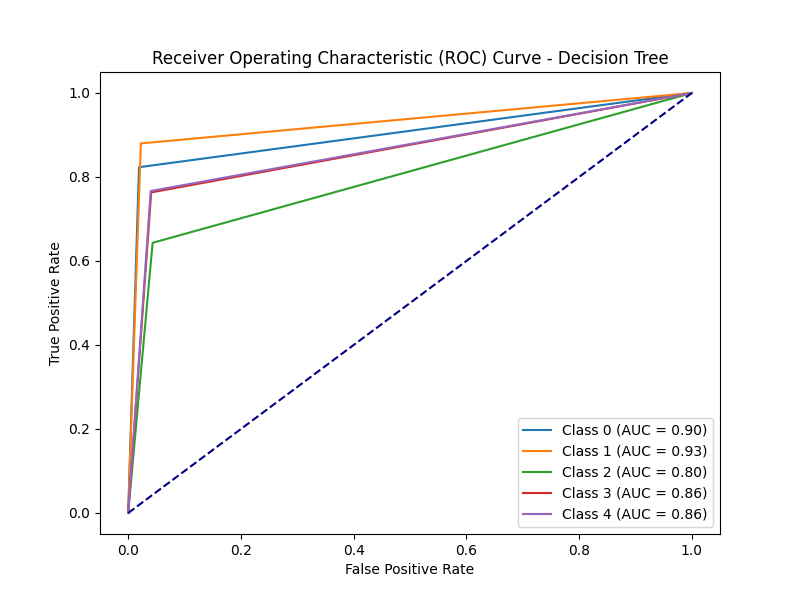 Receiver Operating Characteristic (ROC) Curve - Decision Tree
True Positive Rate
1.0
0.8
0.6
0.4
0.2
0.0
Class 0 (AUC = 0.90)
Class 1 (AUC = 0.93)
Class 2 (AUC = 0.80)
Class 3 (AUC = 0.86)
Class 4 (AUC = 0.86)
0.0 0.2 0.4 0.6 0.8 1.0
False Positive Rate